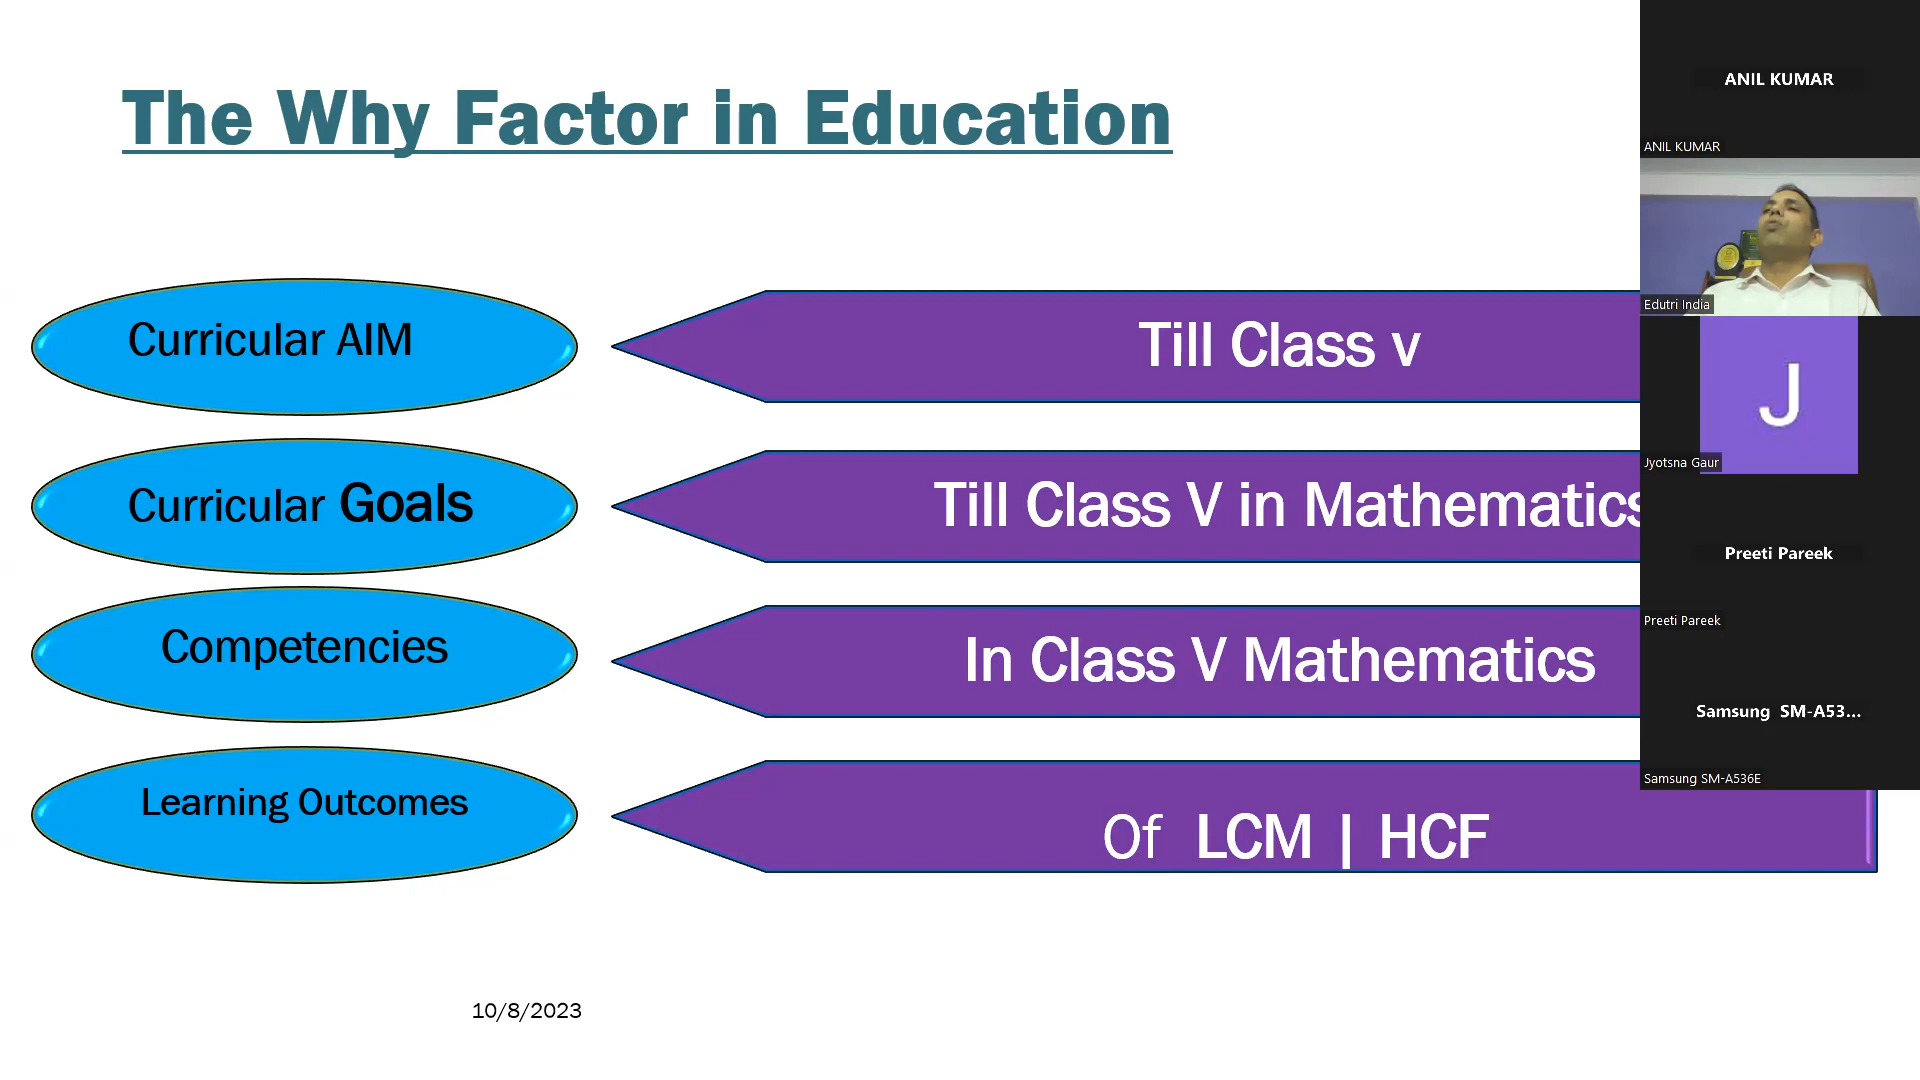 The Why Factor in Education
Curricular AIM
Till Class v
Curricular Goals
Till Class V in Mathematics
Competencies
In Class V Mathematics
Learning Outcomes
Of LCM | HCF
10/8/2023
ANIL KUMAR
ANIL KUMAR
Edutri India
J
Jyotsna Gaur
Preeti Pareek
Preeti Pareek
Samsung SM-A53...
Samsung SM-A536E